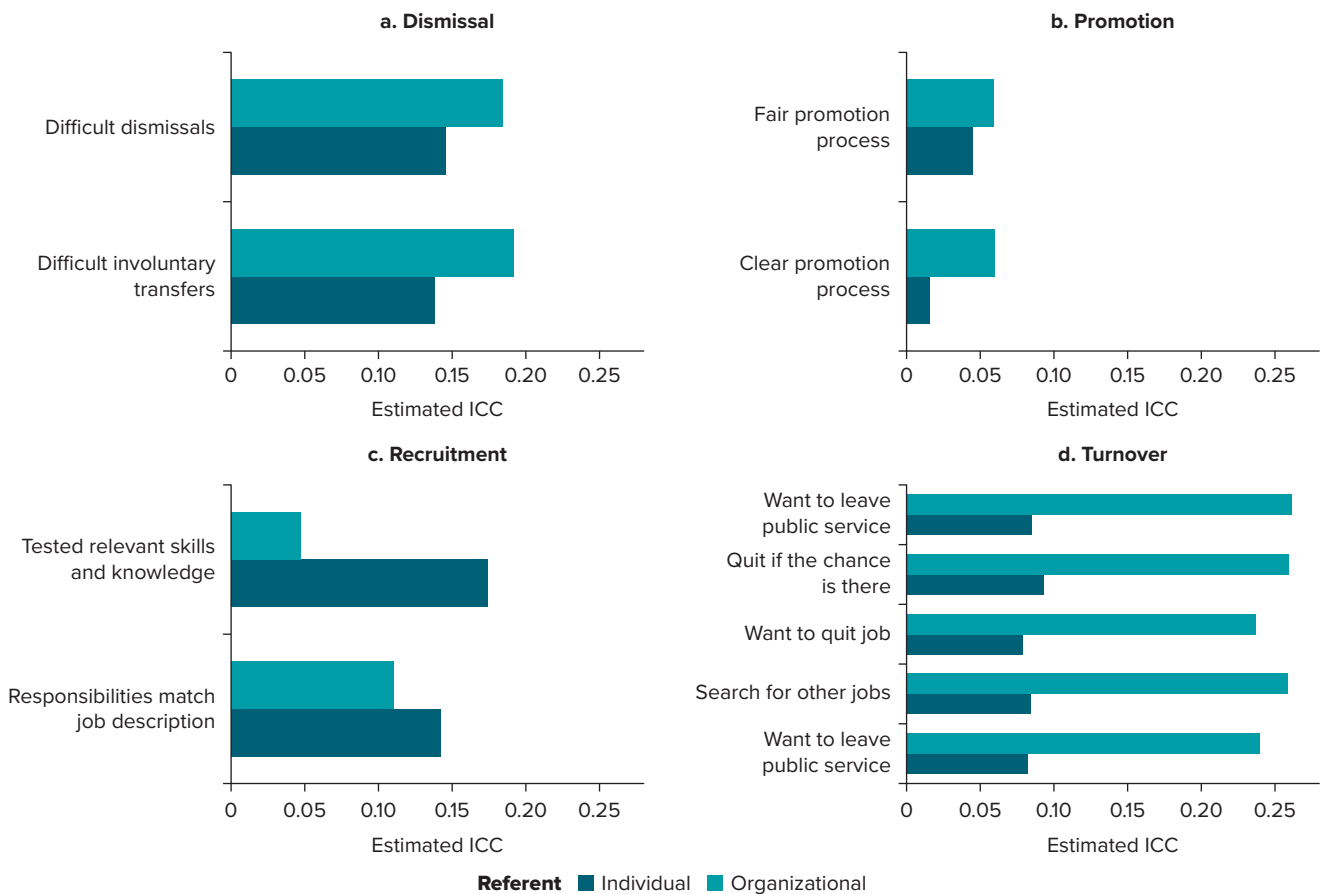 a. Dismissal
Difficult dismissals
Difficult involuntary
transfers
0 0.05 0.10 0.15 0.20 0.25
Estimated ICC
b. Promotion
Fair promotion
process
Clear promotion
process
0 0.05 0.10 0.15 0.20 0.25
Estimated ICC
c. Recruitment
Tested relevant skills
and knowledge
Responsibilities match
job description
0 0.05 0.10 0.15 0.20 0.25
Estimated ICC
d. Turnover
Want to leave
public service
Quit if the chance
is there
Want to quit job
Search for other jobs
Want to leave
public service
0 0.05 0.10 0.15 0.20 0.25
Estimated ICC
Referent Individual Organizational